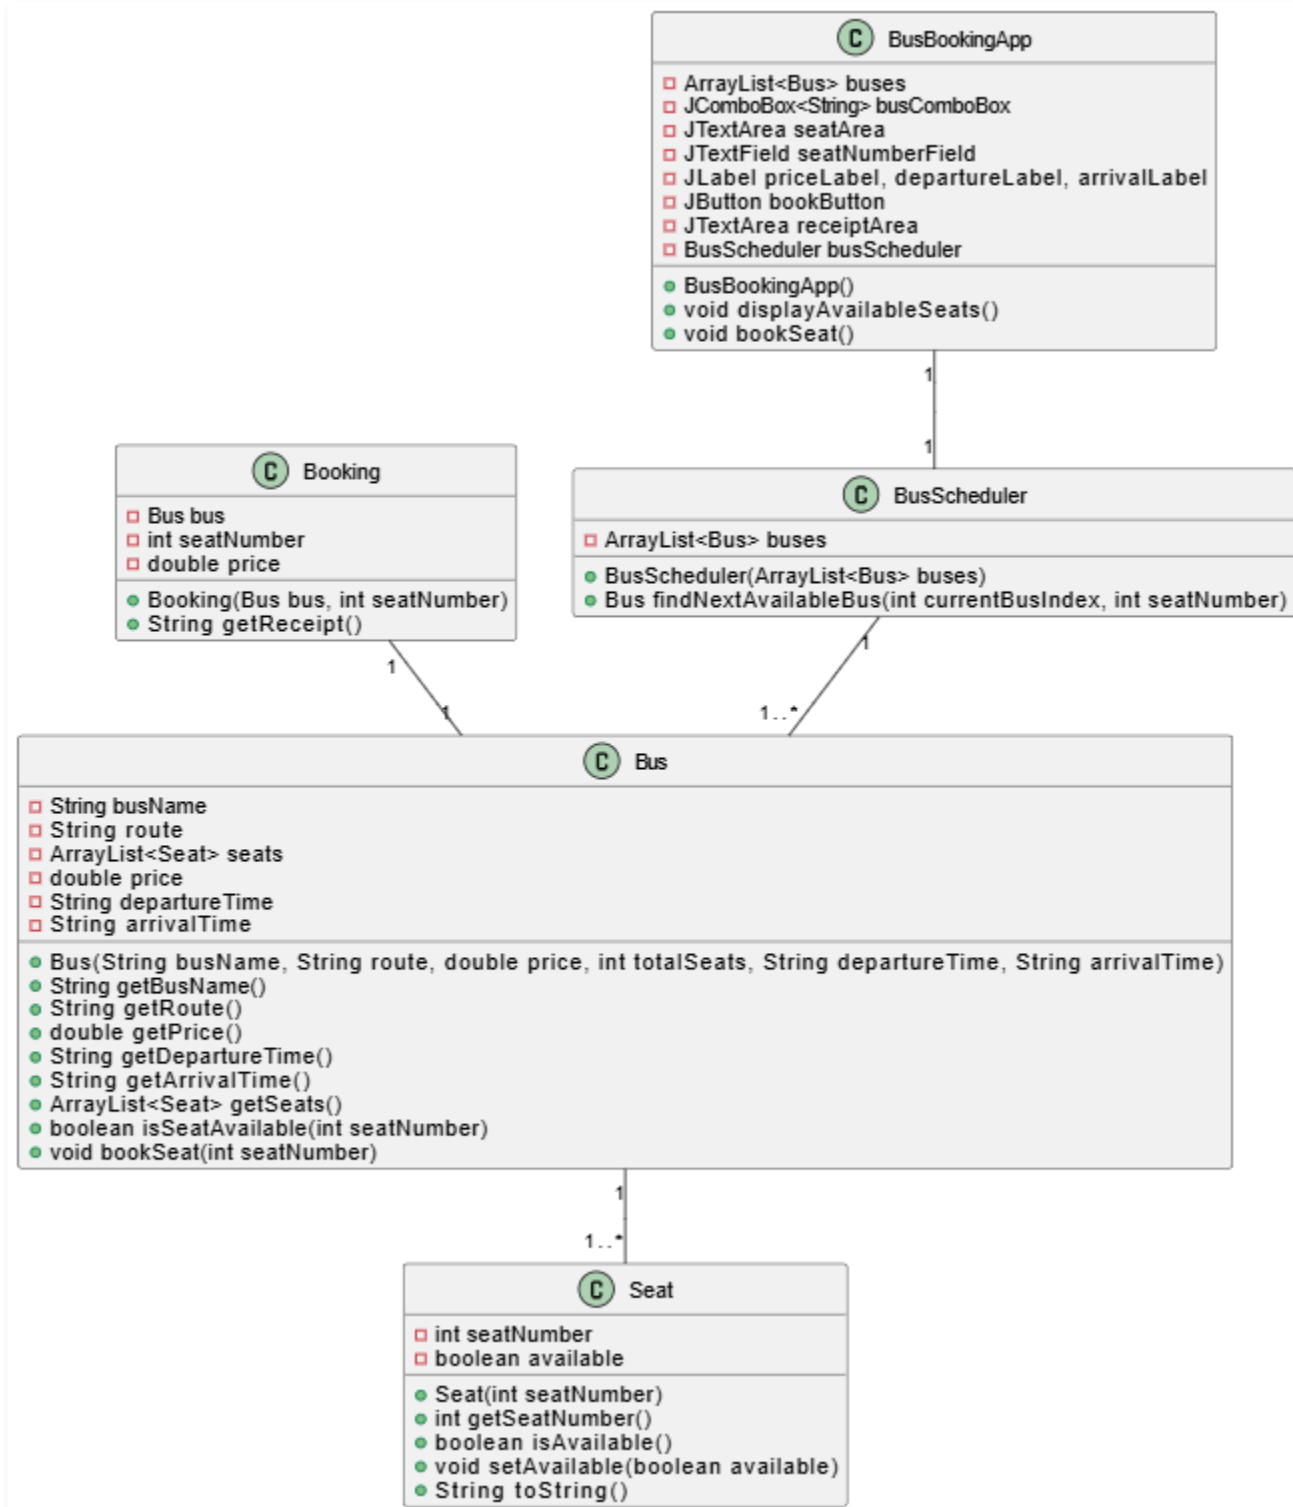 C BusBookingApp
ArrayList<Bus> buses
JComboBox<String> busComboBox
JTextArea seatArea
JTextField seatNumberField
JLabel priceLabel, departureLabel, arrivalLabel
JButton bookButton
JTextArea receiptArea
BusScheduler busScheduler
BusBookingApp()
void displayAvailableSeats()
void bookSeat()
1
1
C Booking
Bus bus
int seatNumber
double price
Booking(Bus bus, int seatNumber)
String getReceipt()
C BusScheduler
ArrayList<Bus> buses
BusScheduler(ArrayList<Bus> buses)
Bus findNextAvailableBus(int currentBusIndex, int seatNumber)
1
1
1
1..*
C Bus
String busName
String route
ArrayList<Seat> seats
double price
String departureTime
String arrivalTime
Bus(String busName, String route, double price, int totalSeats, String departureTime, String arrivalTime)
String getBusName()
String getRoute()
double getPrice()
String getDepartureTime()
String getArrivalTime()
ArrayList<Seat> getSeats()
boolean isSeatAvailable(int seatNumber)
void bookSeat(int seatNumber)
1
1..*
C Seat
int seatNumber
boolean available
Seat(int seatNumber)
int getSeatNumber()
boolean isAvailable()
void setAvailable(boolean available)
String toString()